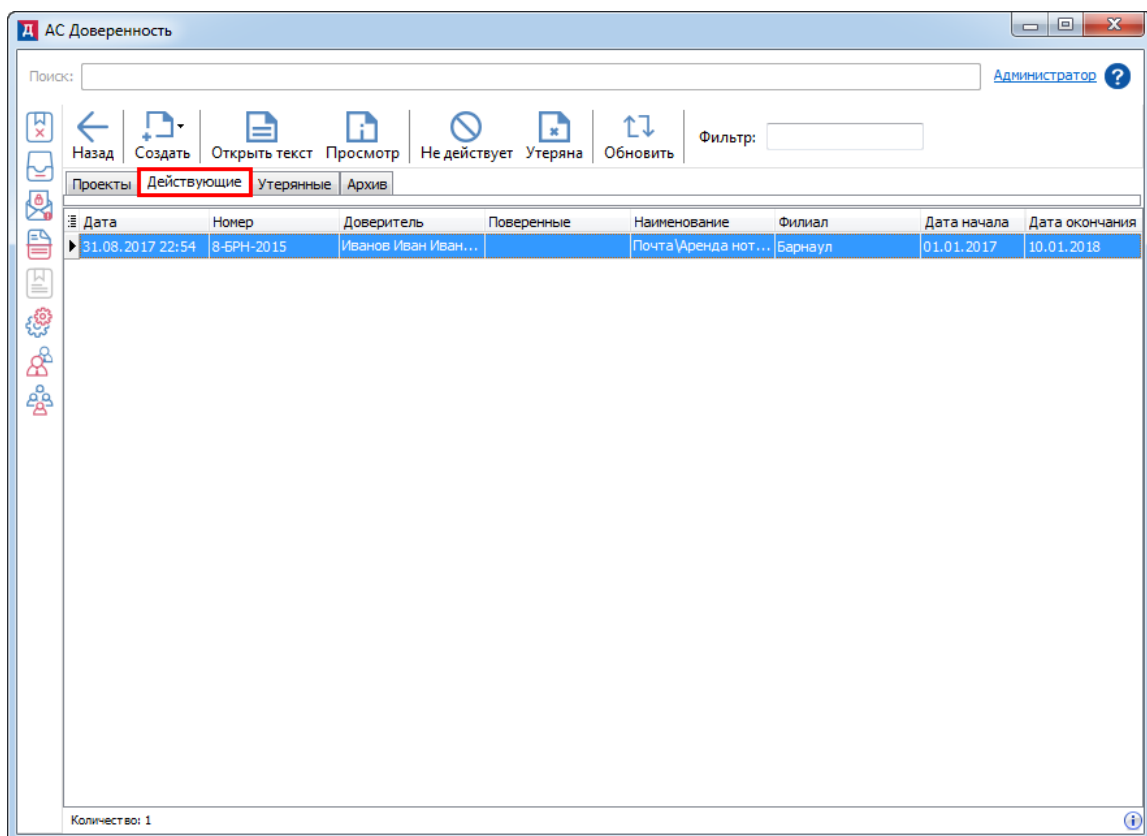 Д АС Доверенность
Поиск:
Администратор ?
Назад Создать Открыть текст Просмотр Не действует Утеряна Обновить Фильтр:
Проекты Действующие Утерянные Архив
Дата Номер Доверитель Поверенные Наименование Филиал Дата начала Дата окончания
31.08.2017 22:54 8-БРН-2015 Иванов Иван Иван... Почта\Аренда нот... Барнаул 01.01.2017 10.01.2018
Количество: 1